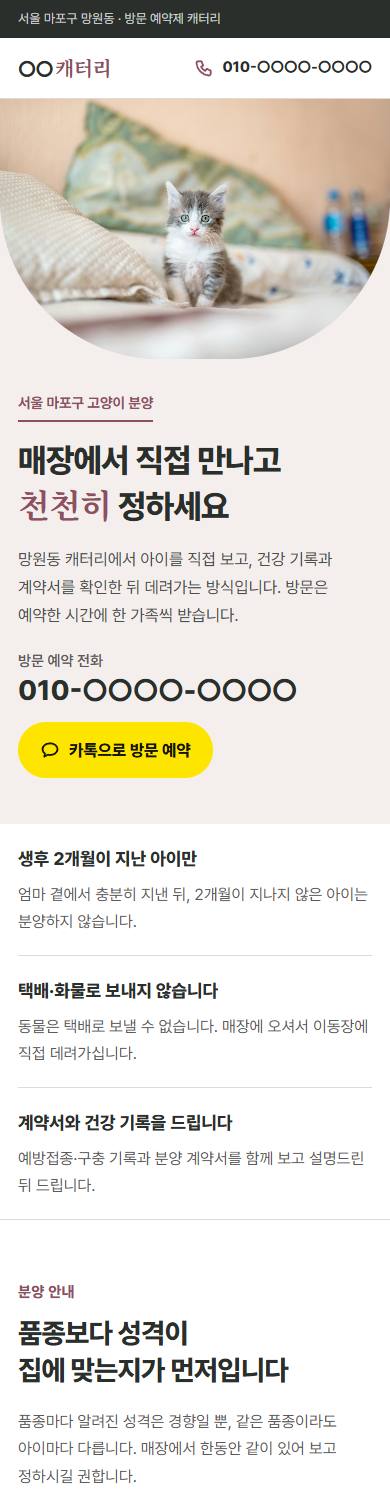 서울 마포구 망원동 · 방문 예약제 캐터리
○○캐터리
010-○○○○-○○○○
서울 마포구 고양이 분양
매장에서 직접 만나고
천천히 정하세요
망원동 캐터리에서 아이를 직접 보고, 건강 기록과
계약서를 확인한 뒤 데려가는 방식입니다. 방문은
예약한 시간에 한 가족씩 받습니다.
방문 예약 전화
010-○○○○-○○○○
카톡으로 방문 예약
생후 2개월이 지난 아이만
엄마 곁에서 충분히 지낸 뒤, 2개월이 지나지 않은 아이는
분양하지 않습니다.
택배·화물로 보내지 않습니다
동물은 택배로 보낼 수 없습니다. 매장에 오셔서 이동장에
직접 데려가십니다.
계약서와 건강 기록을 드립니다
예방접종·구충 기록과 분양 계약서를 함께 보고 설명드린
뒤 드립니다.
분양 안내
품종보다 성격이
집에 맞는지가 먼저입니다
품종마다 알려진 성격은 경향일 뿐, 같은 품종이라도
아이마다 다릅니다. 매장에서 한동안 같이 있어 보고
정하시길 권합니다.